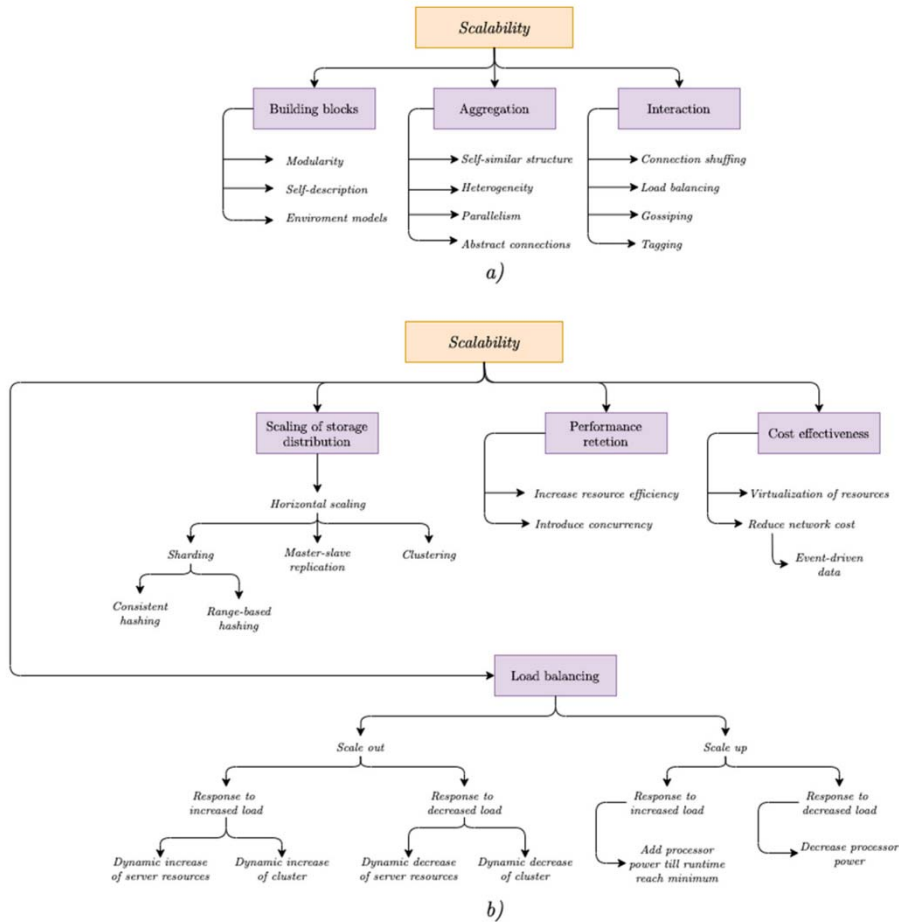 Scalability
Building blocks
Aggregation
Interaction
Modularity
Self-description
Enviroment models
Self-similar structure
Heterogeneity
Parallelism
Abstract connections
Connection shuffing
Load balancing
Gossiping
Tagging
a)
Scalability
Scaling of storage
distribution
Performance
retetion
Cost effectiveness
Horizontal scaling
Sharding
Master-slave
replication
Clustering
Consistent
hashing
Range-based
hashing
Increase resource efficiency
Introduce concurrency
Virtualization of resources
Reduce network cost
Event-driven
data
Load balancing
Scale out
Scale up
Response to
increased load
Response to
decreased load
Response to
increased load
Response to
decreased load
Dynamic increase
of server resources
Dynamic increase
of cluster
Dynamic decrease
of server resources
Dynamic decrease
of cluster
Add processor
power till runtime
reach minimum
Decrease processor
power
b)